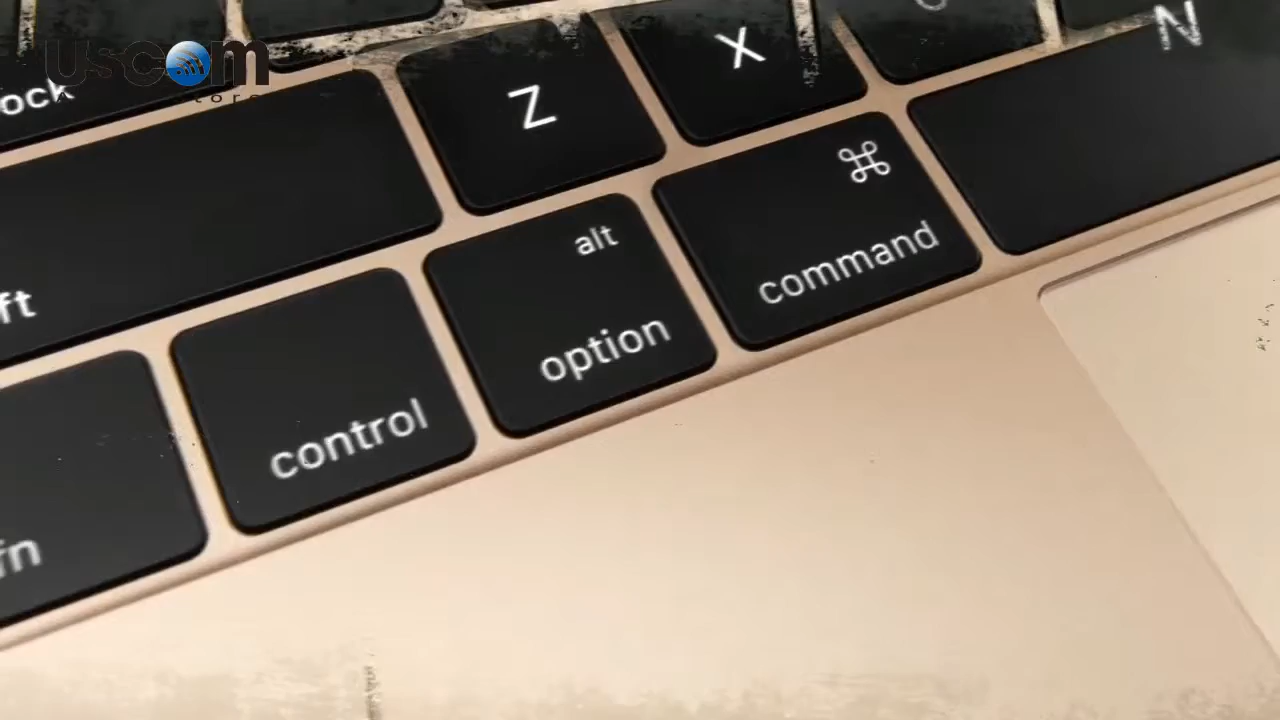 uscom
ock
Z
X
N
ft
alt
option
⌘
command
fn
control